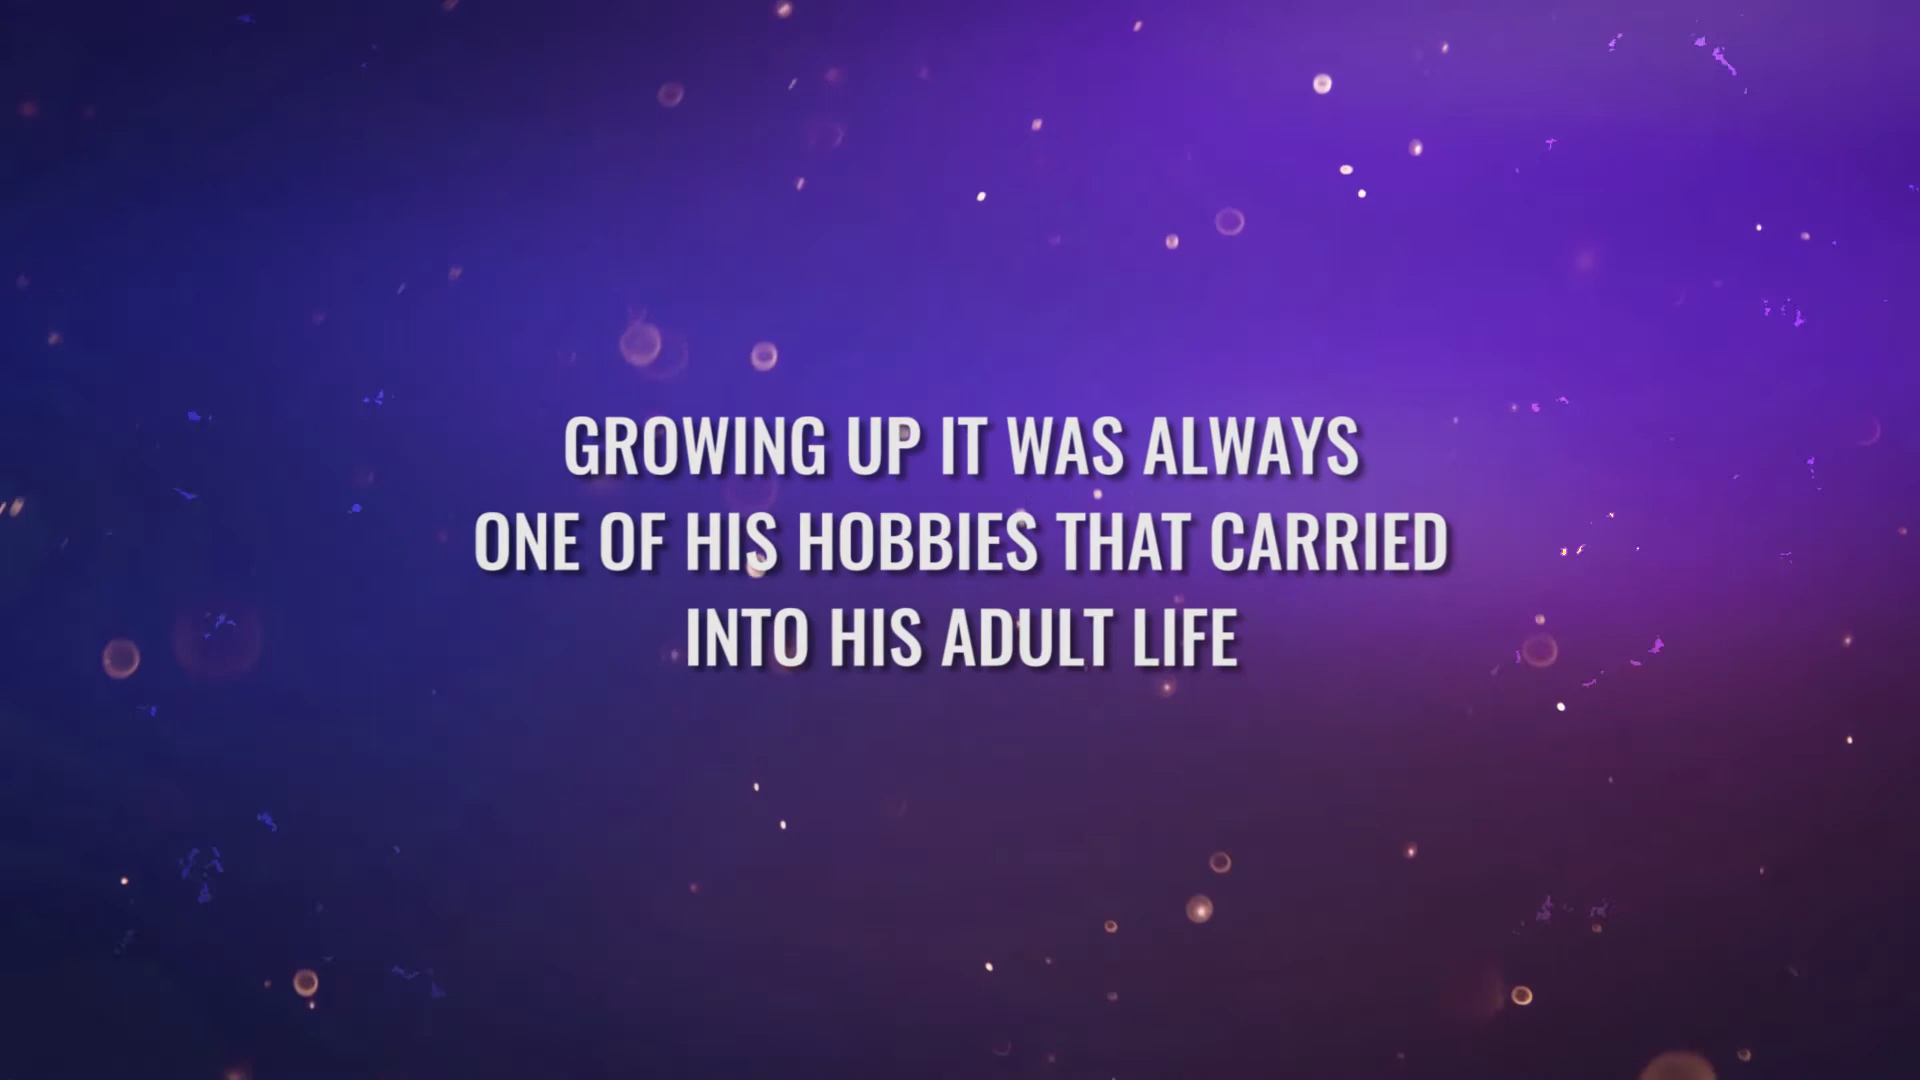 GROWING UP IT WAS ALWAYS
ONE OF HIS HOBBIES THAT CARRIED
INTO HIS ADULT LIFE